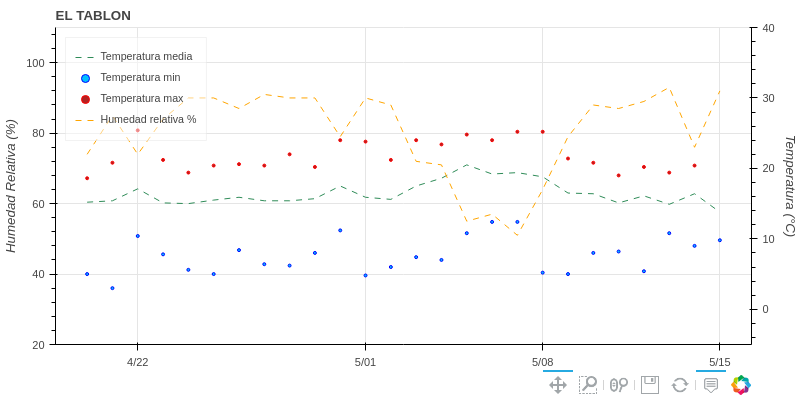 EL TABLON
Temperatura media
Temperatura min
Temperatura max
Humedad relativa %
Humedad Relativa (%)
100
80
60
40
20
40
30
20
10
0
Temperatura (°C)
4/22
5/01
5/08
5/15